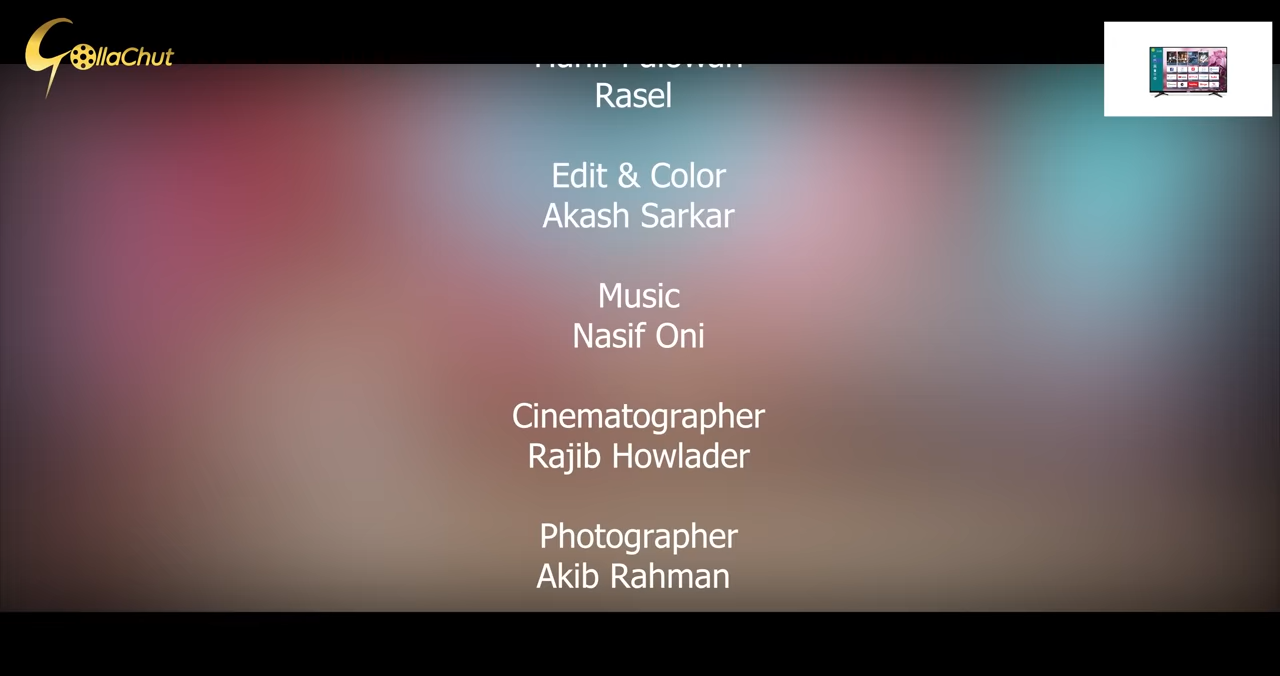 GollaChut
Rasel
Edit & Color
Akash Sarkar
Music
Nasif Oni
Cinematographer
Rajib Howlader
Photographer
Akib Rahman